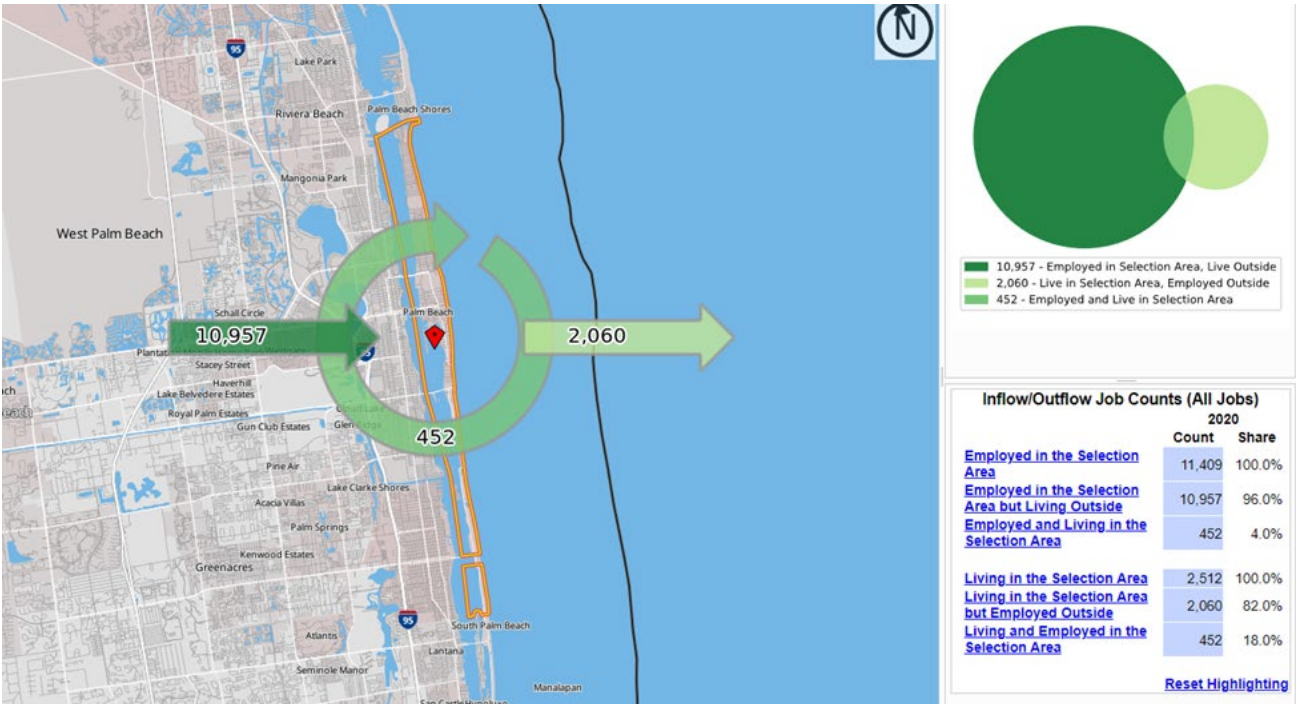 N
95
Lake Park
Riviera Beach
Palm Beach Shores
Mangonia Park
West Palm Beach
Schall Circle
Palm Beach
10,957
2,060
Stacey Street
Haverhill
Lake Belvedere Estates
Royal Palm Estates
Gun Club Estates
452
Pine Air
Lake Clarke Shores
Acacia Villas
Palm Springs
Kenwood Estates
Greenacres
95
South Palm Beach
Atlantis
Lantana
Seminole Manor
Manalapan
10,957 - Employed in Selection Area, Live Outside
2,060 - Live in Selection Area, Employed Outside
452 - Employed and Live in Selection Area
Inflow/Outflow Job Counts (All Jobs)
2020
Count Share
Employed in the Selection
Area 11,409 100.0%
Employed in the Selection
Area but Living Outside 10,957 96.0%
Employed and Living in the
Selection Area 452 4.0%
Living in the Selection Area 2,512 100.0%
Living in the Selection Area
but Employed Outside 2,060 82.0%
Living and Employed in the
Selection Area 452 18.0%
Reset Highlighting